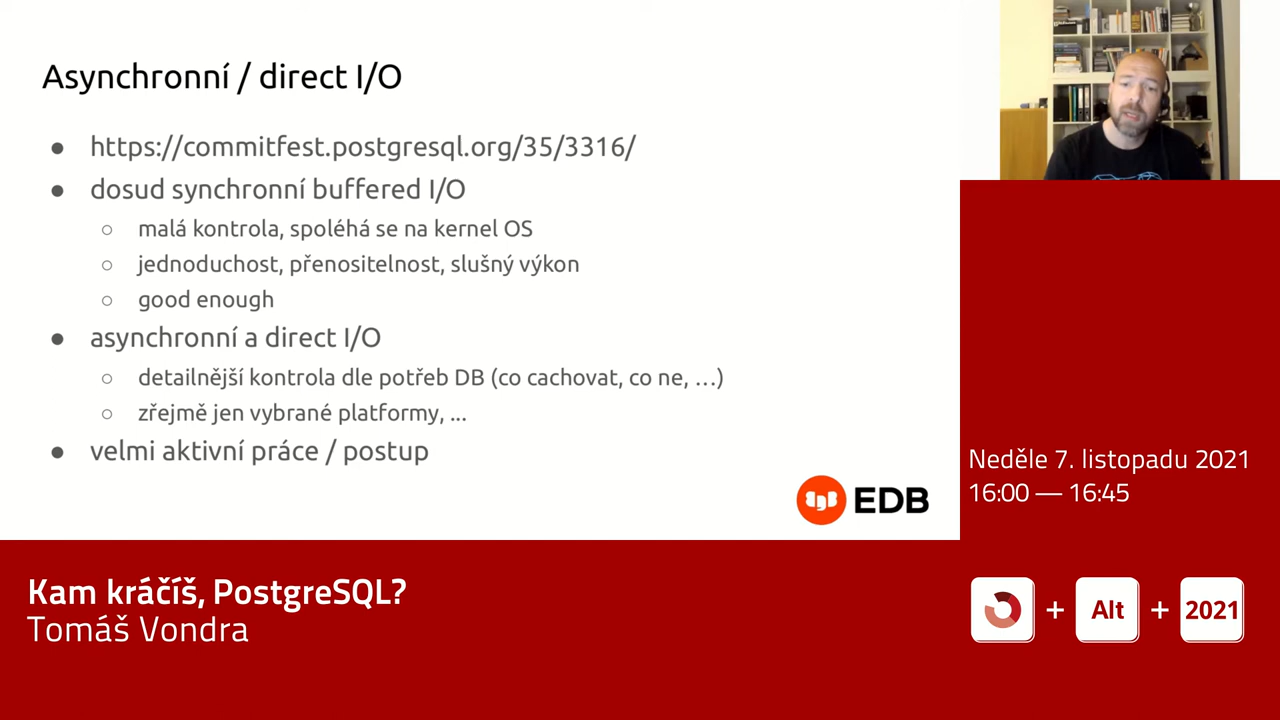 Asynchronní / direct I/O
● https://commitfest.postgresql.org/35/3316/
● dosud synchronní buffered I/O
○ malá kontrola, spoléhá se na kernel OS
○ jednoduchost, přenositelnost, slušný výkon
○ good enough
● asynchronní a direct I/O
○ detailnější kontrola dle potřeb DB (co cachovat, co ne, …)
○ zřejmě jen vybrané platformy, ...
● velmi aktivní práce / postup
EDB
Neděle 7. listopadu 2021
16:00 — 16:45
Kam kráčíš, PostgreSQL?
Tomáš Vondra
+ Alt + 2021